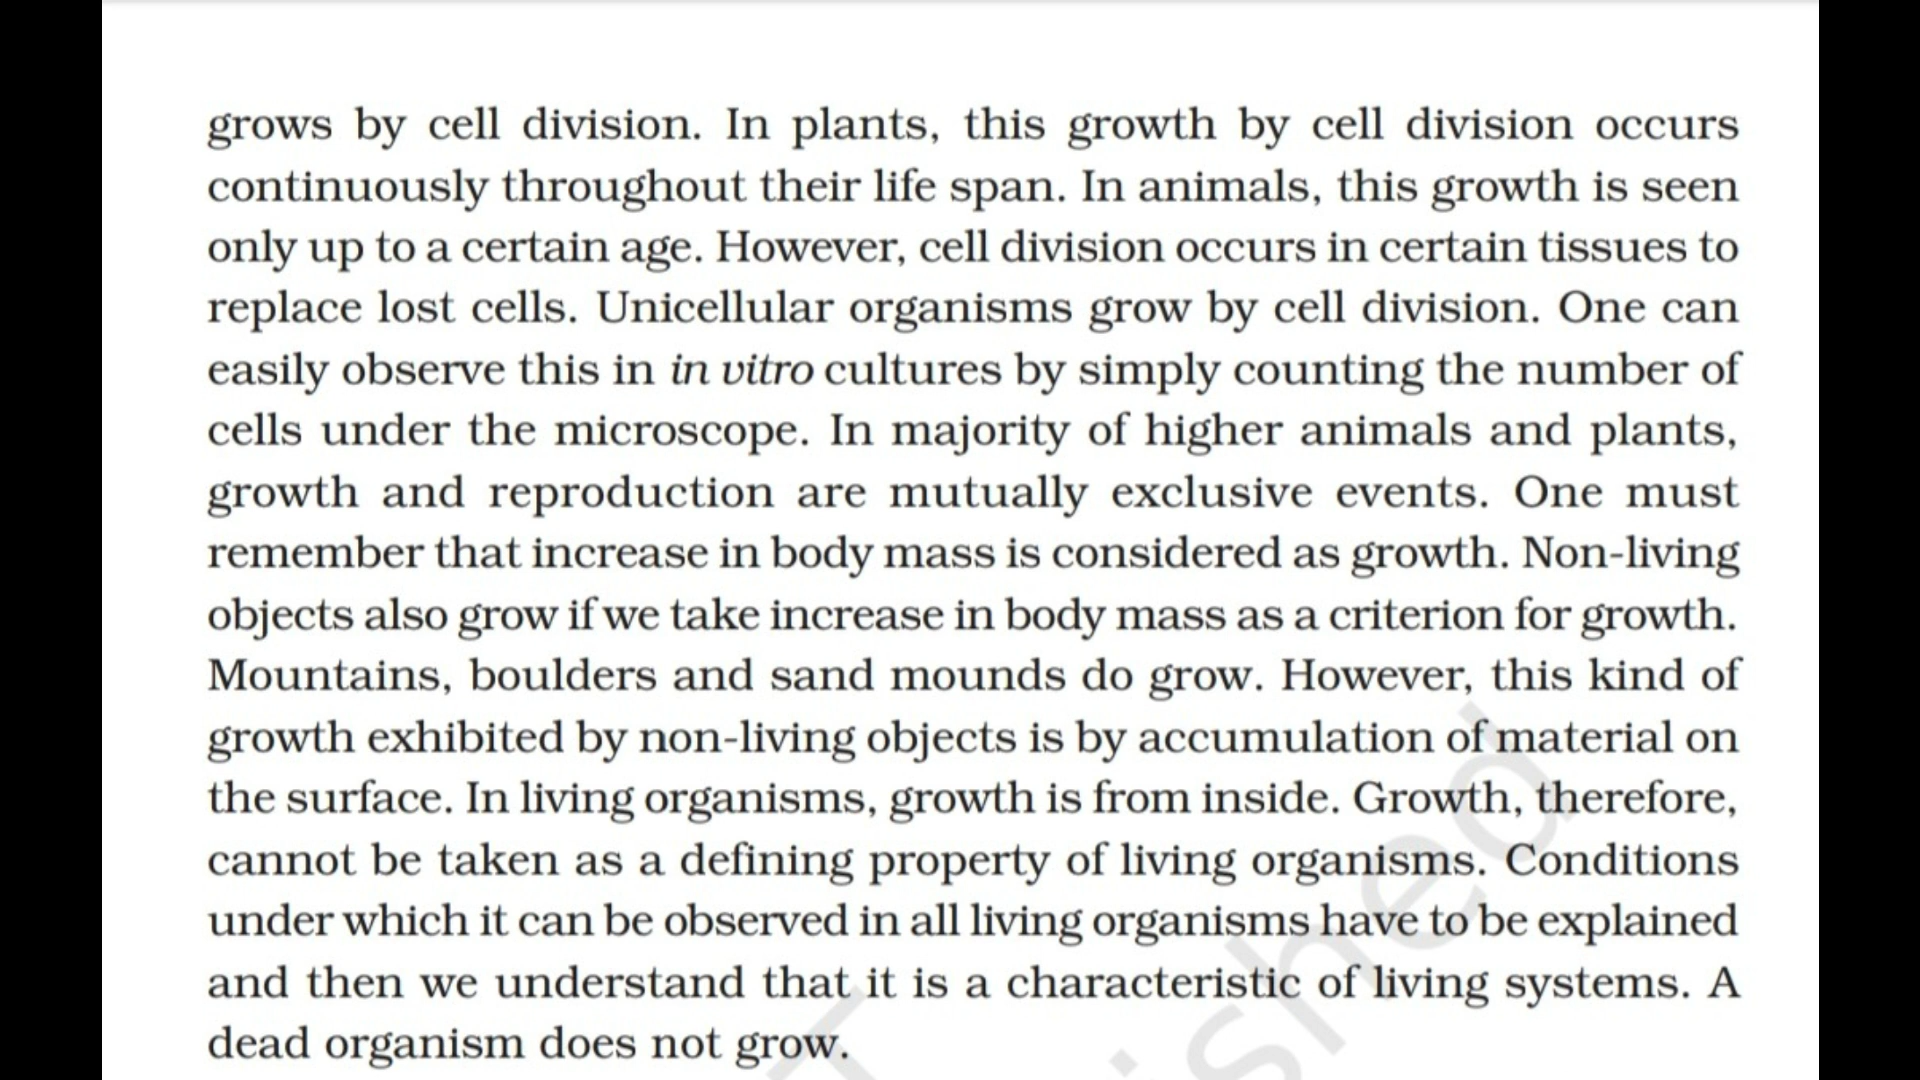 grows by cell division. In plants, this growth by cell division occurs
continuously throughout their life span. In animals, this growth is seen
only up to a certain age. However, cell division occurs in certain tissues to
replace lost cells. Unicellular organisms grow by cell division. One can
easily observe this in in vitro cultures by simply counting the number of
cells under the microscope. In majority of higher animals and plants,
growth and reproduction are mutually exclusive events. One must
remember that increase in body mass is considered as growth. Non-living
objects also grow if we take increase in body mass as a criterion for growth.
Mountains, boulders and sand mounds do grow. However, this kind of
growth exhibited by non-living objects is by accumulation of material on
the surface. In living organisms, growth is from inside. Growth, therefore,
cannot be taken as a defining property of living organisms. Conditions
under which it can be observed in all living organisms have to be explained
and then we understand that it is a characteristic of living systems. A
dead organism does not grow.